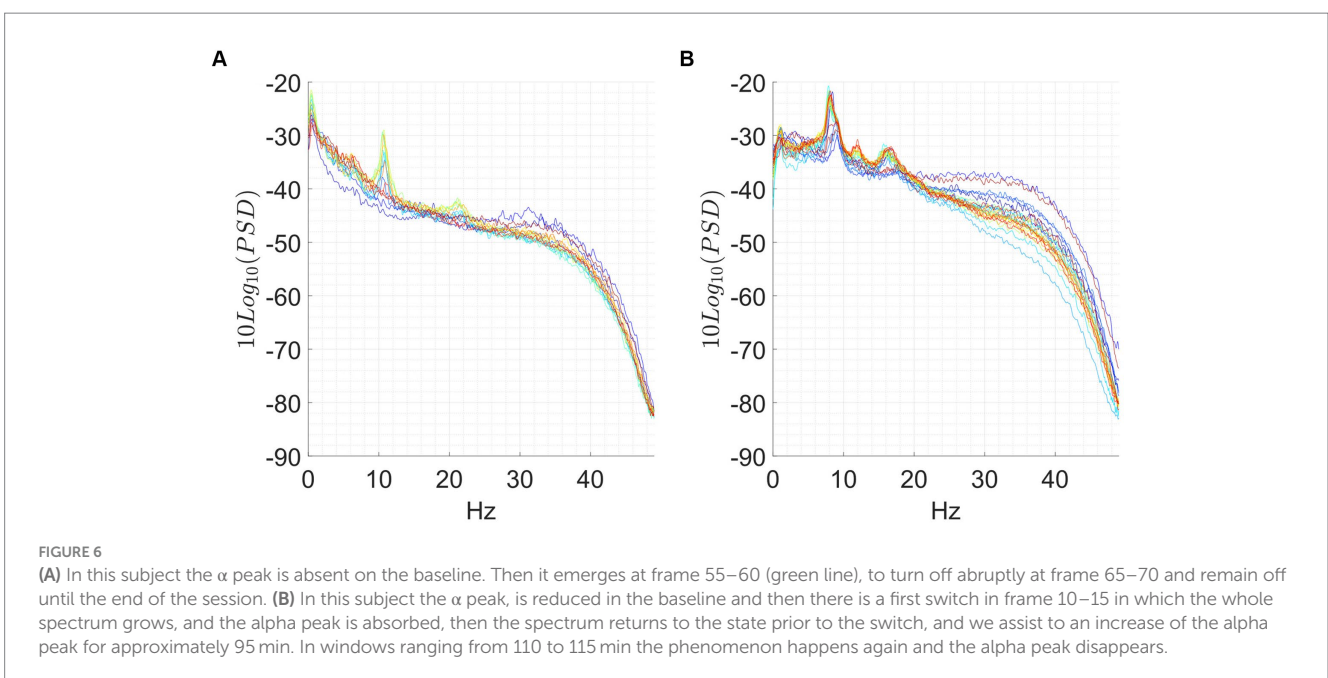 A
B
-20
-30
-40
-50
-60
-70
-80
-90
10Log10(PSD)
0 10 20 30 40
Hz
-20
-30
-40
-50
-60
-70
-80
-90
10Log10(PSD)
0 10 20 30 40
Hz
FIGURE 6
(A) In this subject the α peak is absent on the baseline. Then it emerges at frame 55–60 (green line), to turn off abruptly at frame 65–70 and remain off
until the end of the session. (B) In this subject the α peak, is reduced in the baseline and then there is a first switch in frame 10–15 in which the whole
spectrum grows, and the alpha peak is absorbed, then the spectrum returns to the state prior to the switch, and we assist to an increase of the alpha
peak for approximately 95 min. In windows ranging from 110 to 115 min the phenomenon happens again and the alpha peak disappears.